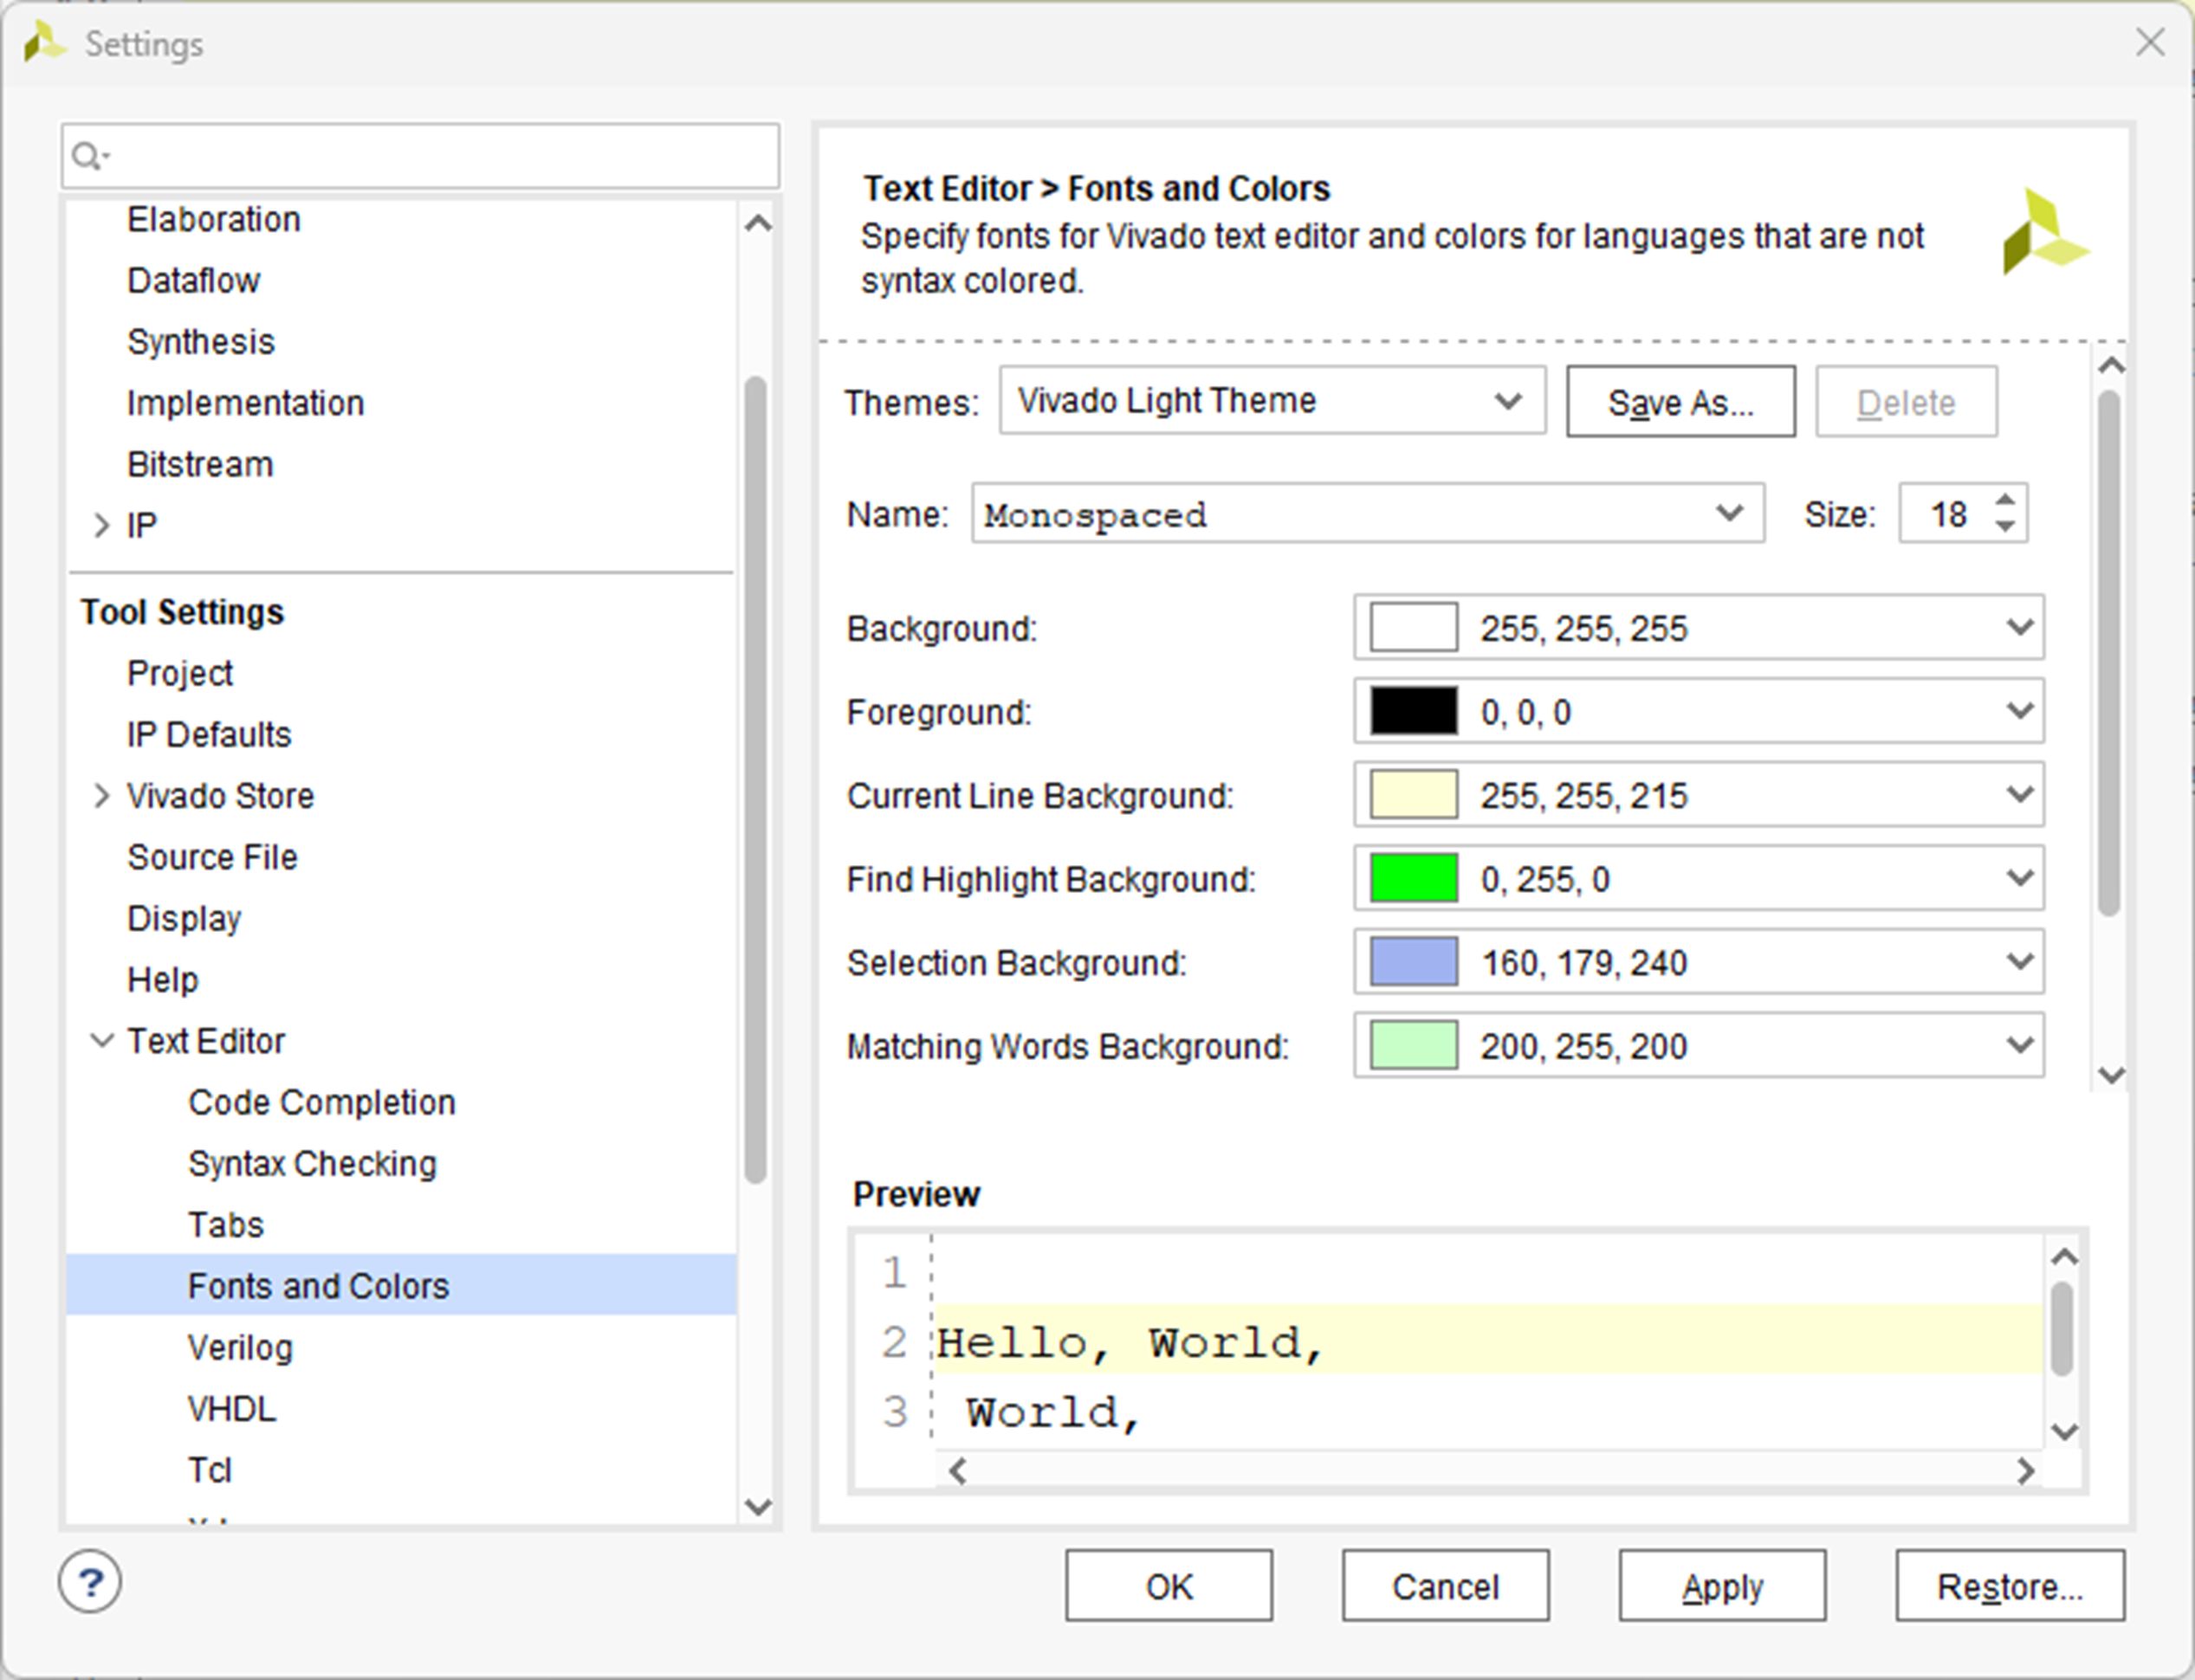 Settings
Elaboration
Dataflow
Synthesis
Implementation
Bitstream
IP
Tool Settings
Project
IP Defaults
Vivado Store
Source File
Display
Help
Text Editor
Code Completion
Syntax Checking
Tabs
Fonts and Colors
Verilog
VHDL
Tcl
Text Editor > Fonts and Colors
Specify fonts for Vivado text editor and colors for languages that are not
syntax colored.
Themes: Vivado Light Theme Save As... Delete
Name: Monospaced Size: 18
Background: 255, 255, 255
Foreground: 0, 0, 0
Current Line Background: 255, 255, 215
Find Highlight Background: 0, 255, 0
Selection Background: 160, 179, 240
Matching Words Background: 200, 255, 200
Preview
1
2 Hello, World,
3 World,
? OK Cancel Apply Restore...